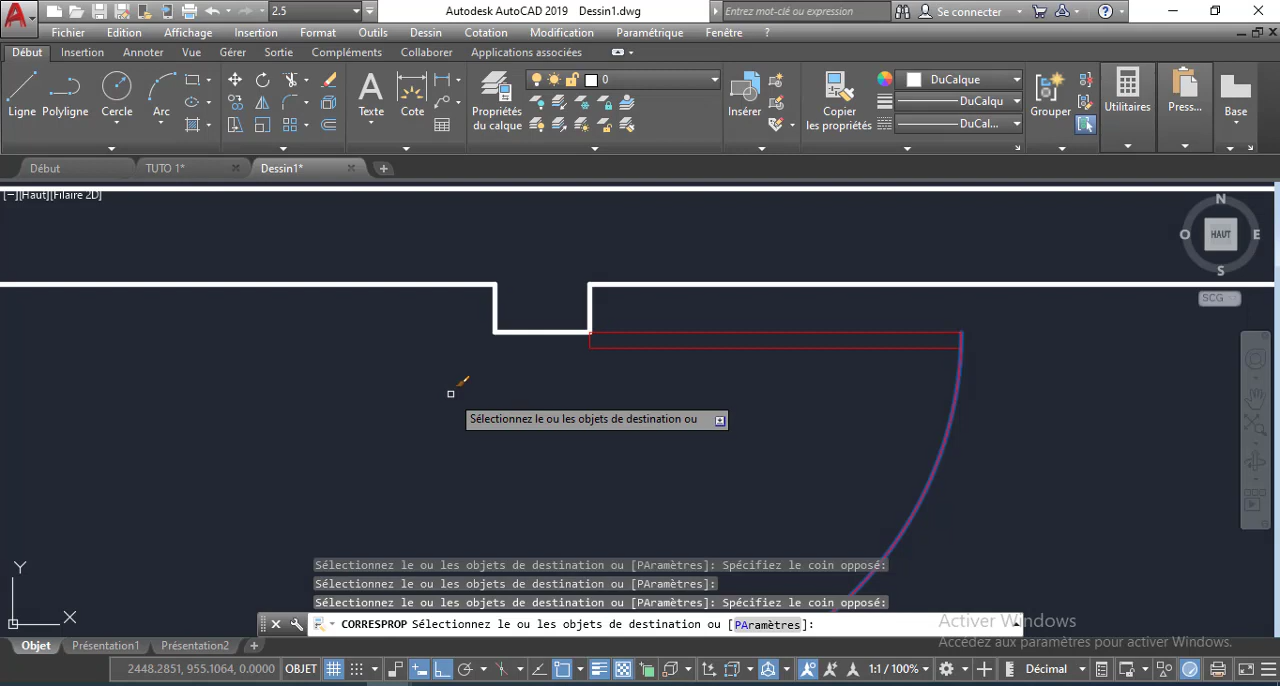 2.5
Autodesk AutoCAD 2019 Dessin1.dwg
Entrez mot-clé ou expression
Se connecter
Fichier Edition Affichage Insertion Format Outils Dessin Cotation Modification Paramétrique Fenêtre ?
Début Insertion Annoter Vue Gérer Sortie Compléments Collaborer Applications associées
0
DuCalque
DuCalqu
DuCal...
Ligne Polyligne Cercle Arc
Texte Cote
Propriétés
du calque
Insérer
Copier
les propriétés
Grouper
Utilitaires
Press...
Base
Début TUTO 1* Dessin1*
[−][Haut][Filaire 2D]
N
O HAUT E
S
SCG
Sélectionnez le ou les objets de destination ou
Y
X
Sélectionnez le ou les objets de destination ou [PAramètres]: Spécifiez le coin opposé:
Sélectionnez le ou les objets de destination ou [PAramètres]:
Sélectionnez le ou les objets de destination ou [PAramètres]: Spécifiez le coin opposé:
CORRESPROP Sélectionnez le ou les objets de destination ou [PAramètres]:
Activer Windows
Accédez aux paramètres pour activer Windows.
Objet Présentation1 Présentation2
2448.2851, 955.1064, 0.0000 OBJET
1:1 / 100%
Décimal